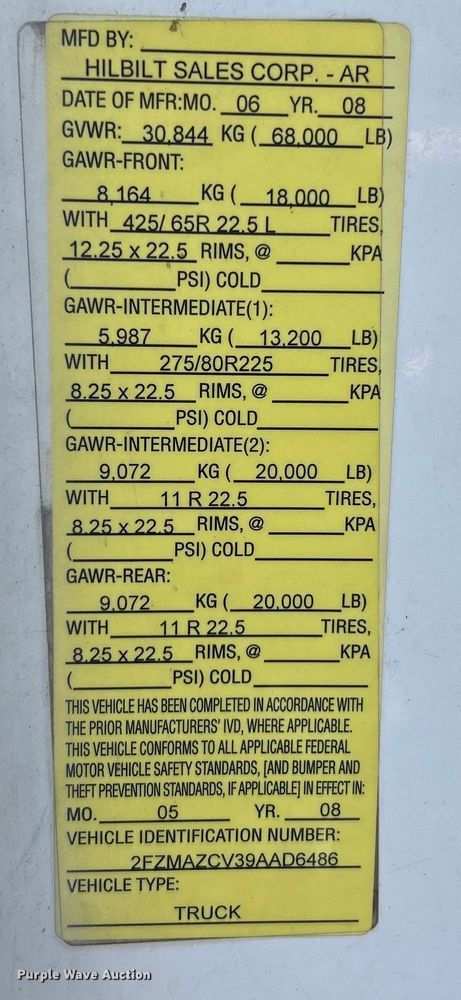 MFD BY:
HILBILT SALES CORP. - AR
DATE OF MFR:MO. 06 YR. 08
GVWR: 30,844 KG ( 68,000 LB)
GAWR-FRONT:
8,164 KG ( 18,000 LB)
WITH 425/ 65R 22.5 L TIRES,
12.25 x 22.5 RIMS, @ KPA
( PSI) COLD
GAWR-INTERMEDIATE(1):
5,987 KG ( 13,200 LB)
WITH 275/80R225 TIRES,
8.25 x 22.5 RIMS, @ KPA
( PSI) COLD
GAWR-INTERMEDIATE(2):
9,072 KG ( 20,000 LB)
WITH 11 R 22.5 TIRES,
8.25 x 22.5 RIMS, @ KPA
( PSI) COLD
GAWR-REAR:
9,072 KG ( 20,000 LB)
WITH 11 R 22.5 TIRES,
8.25 x 22.5 RIMS, @ KPA
( PSI) COLD
THIS VEHICLE HAS BEEN COMPLETED IN ACCORDANCE WITH
THE PRIOR MANUFACTURERS' IVD, WHERE APPLICABLE.
THIS VEHICLE CONFORMS TO ALL APPLICABLE FEDERAL
MOTOR VEHICLE SAFETY STANDARDS, [AND BUMPER AND
THEFT PREVENTION STANDARDS, IF APPLICABLE] IN EFFECT IN:
MO. 05 YR. 08
VEHICLE IDENTIFICATION NUMBER:
2FZMAZCV39AAD6486
VEHICLE TYPE:
TRUCK
Purple Wave Auction